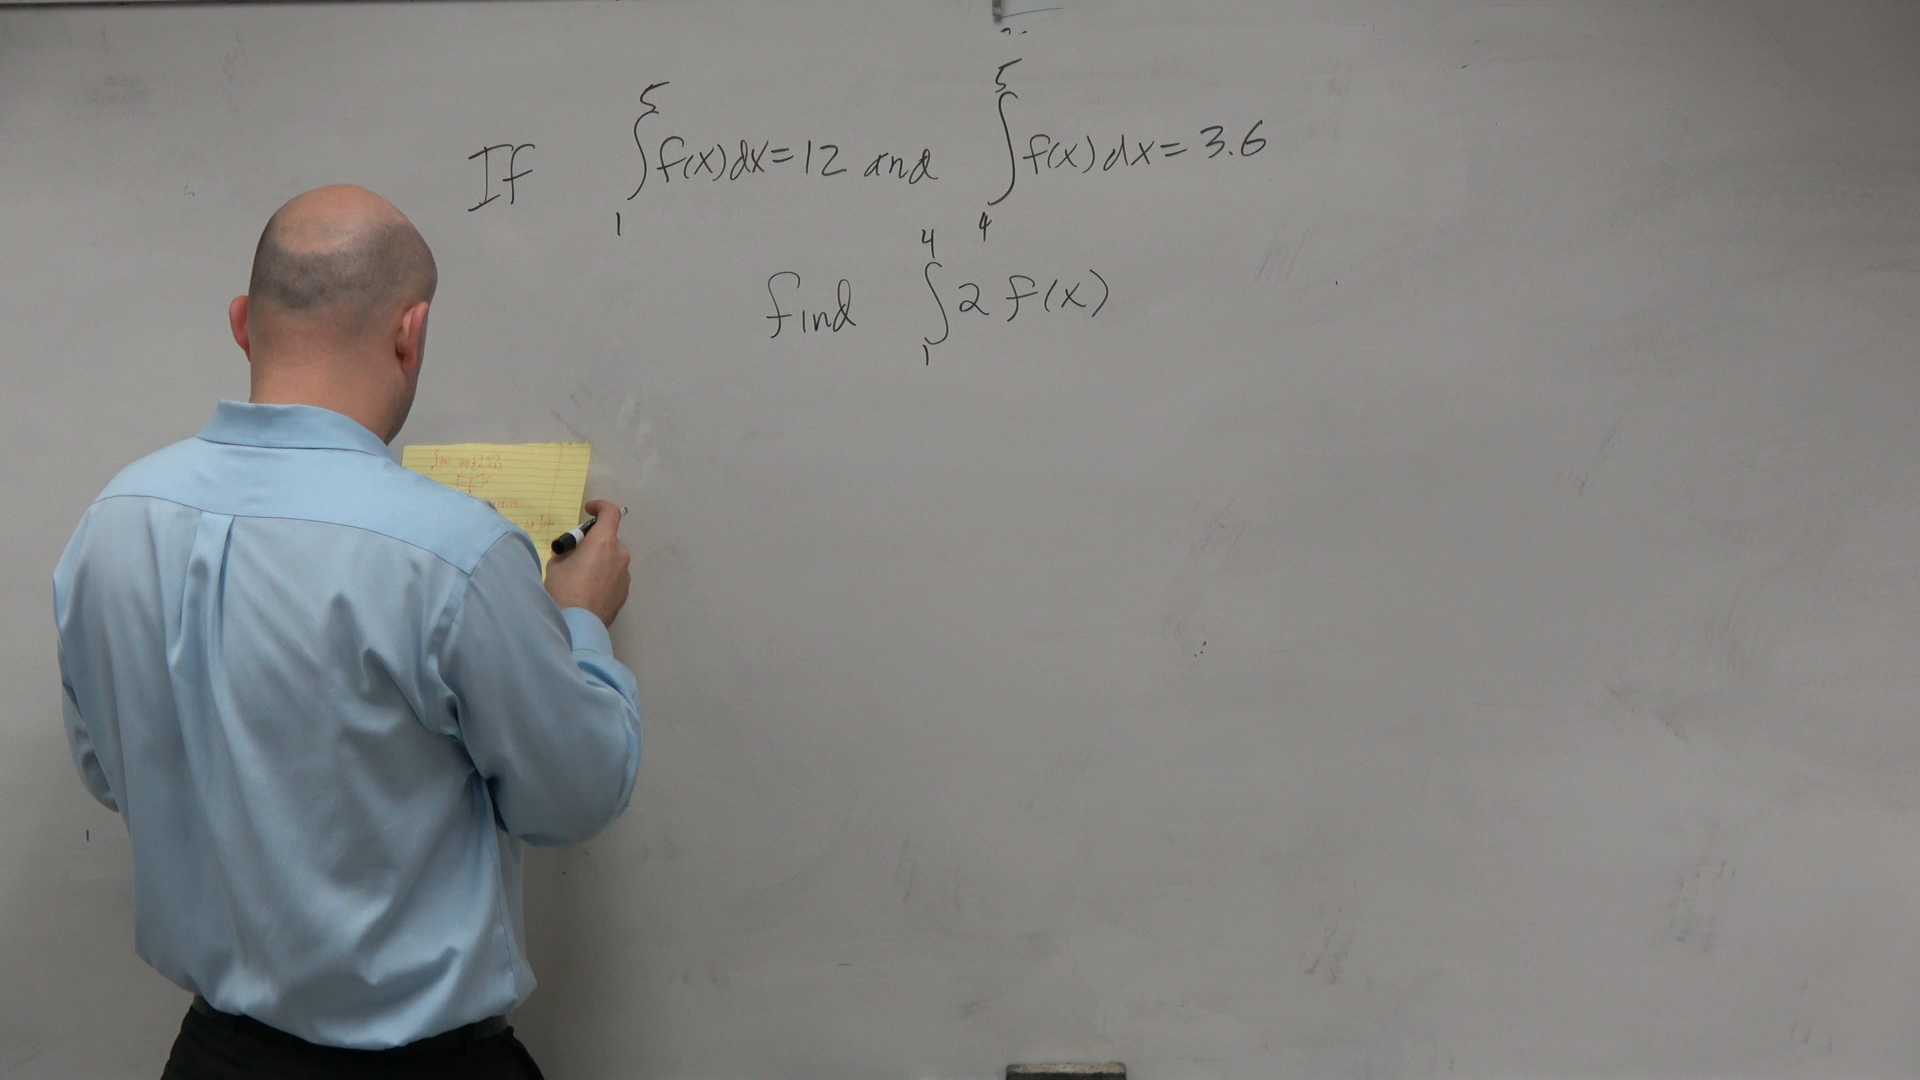 If ∫₁⁵ f(x)dx = 12 and ∫₄⁵ f(x)dx = 3.6
find ∫₁⁴ 2 f(x)